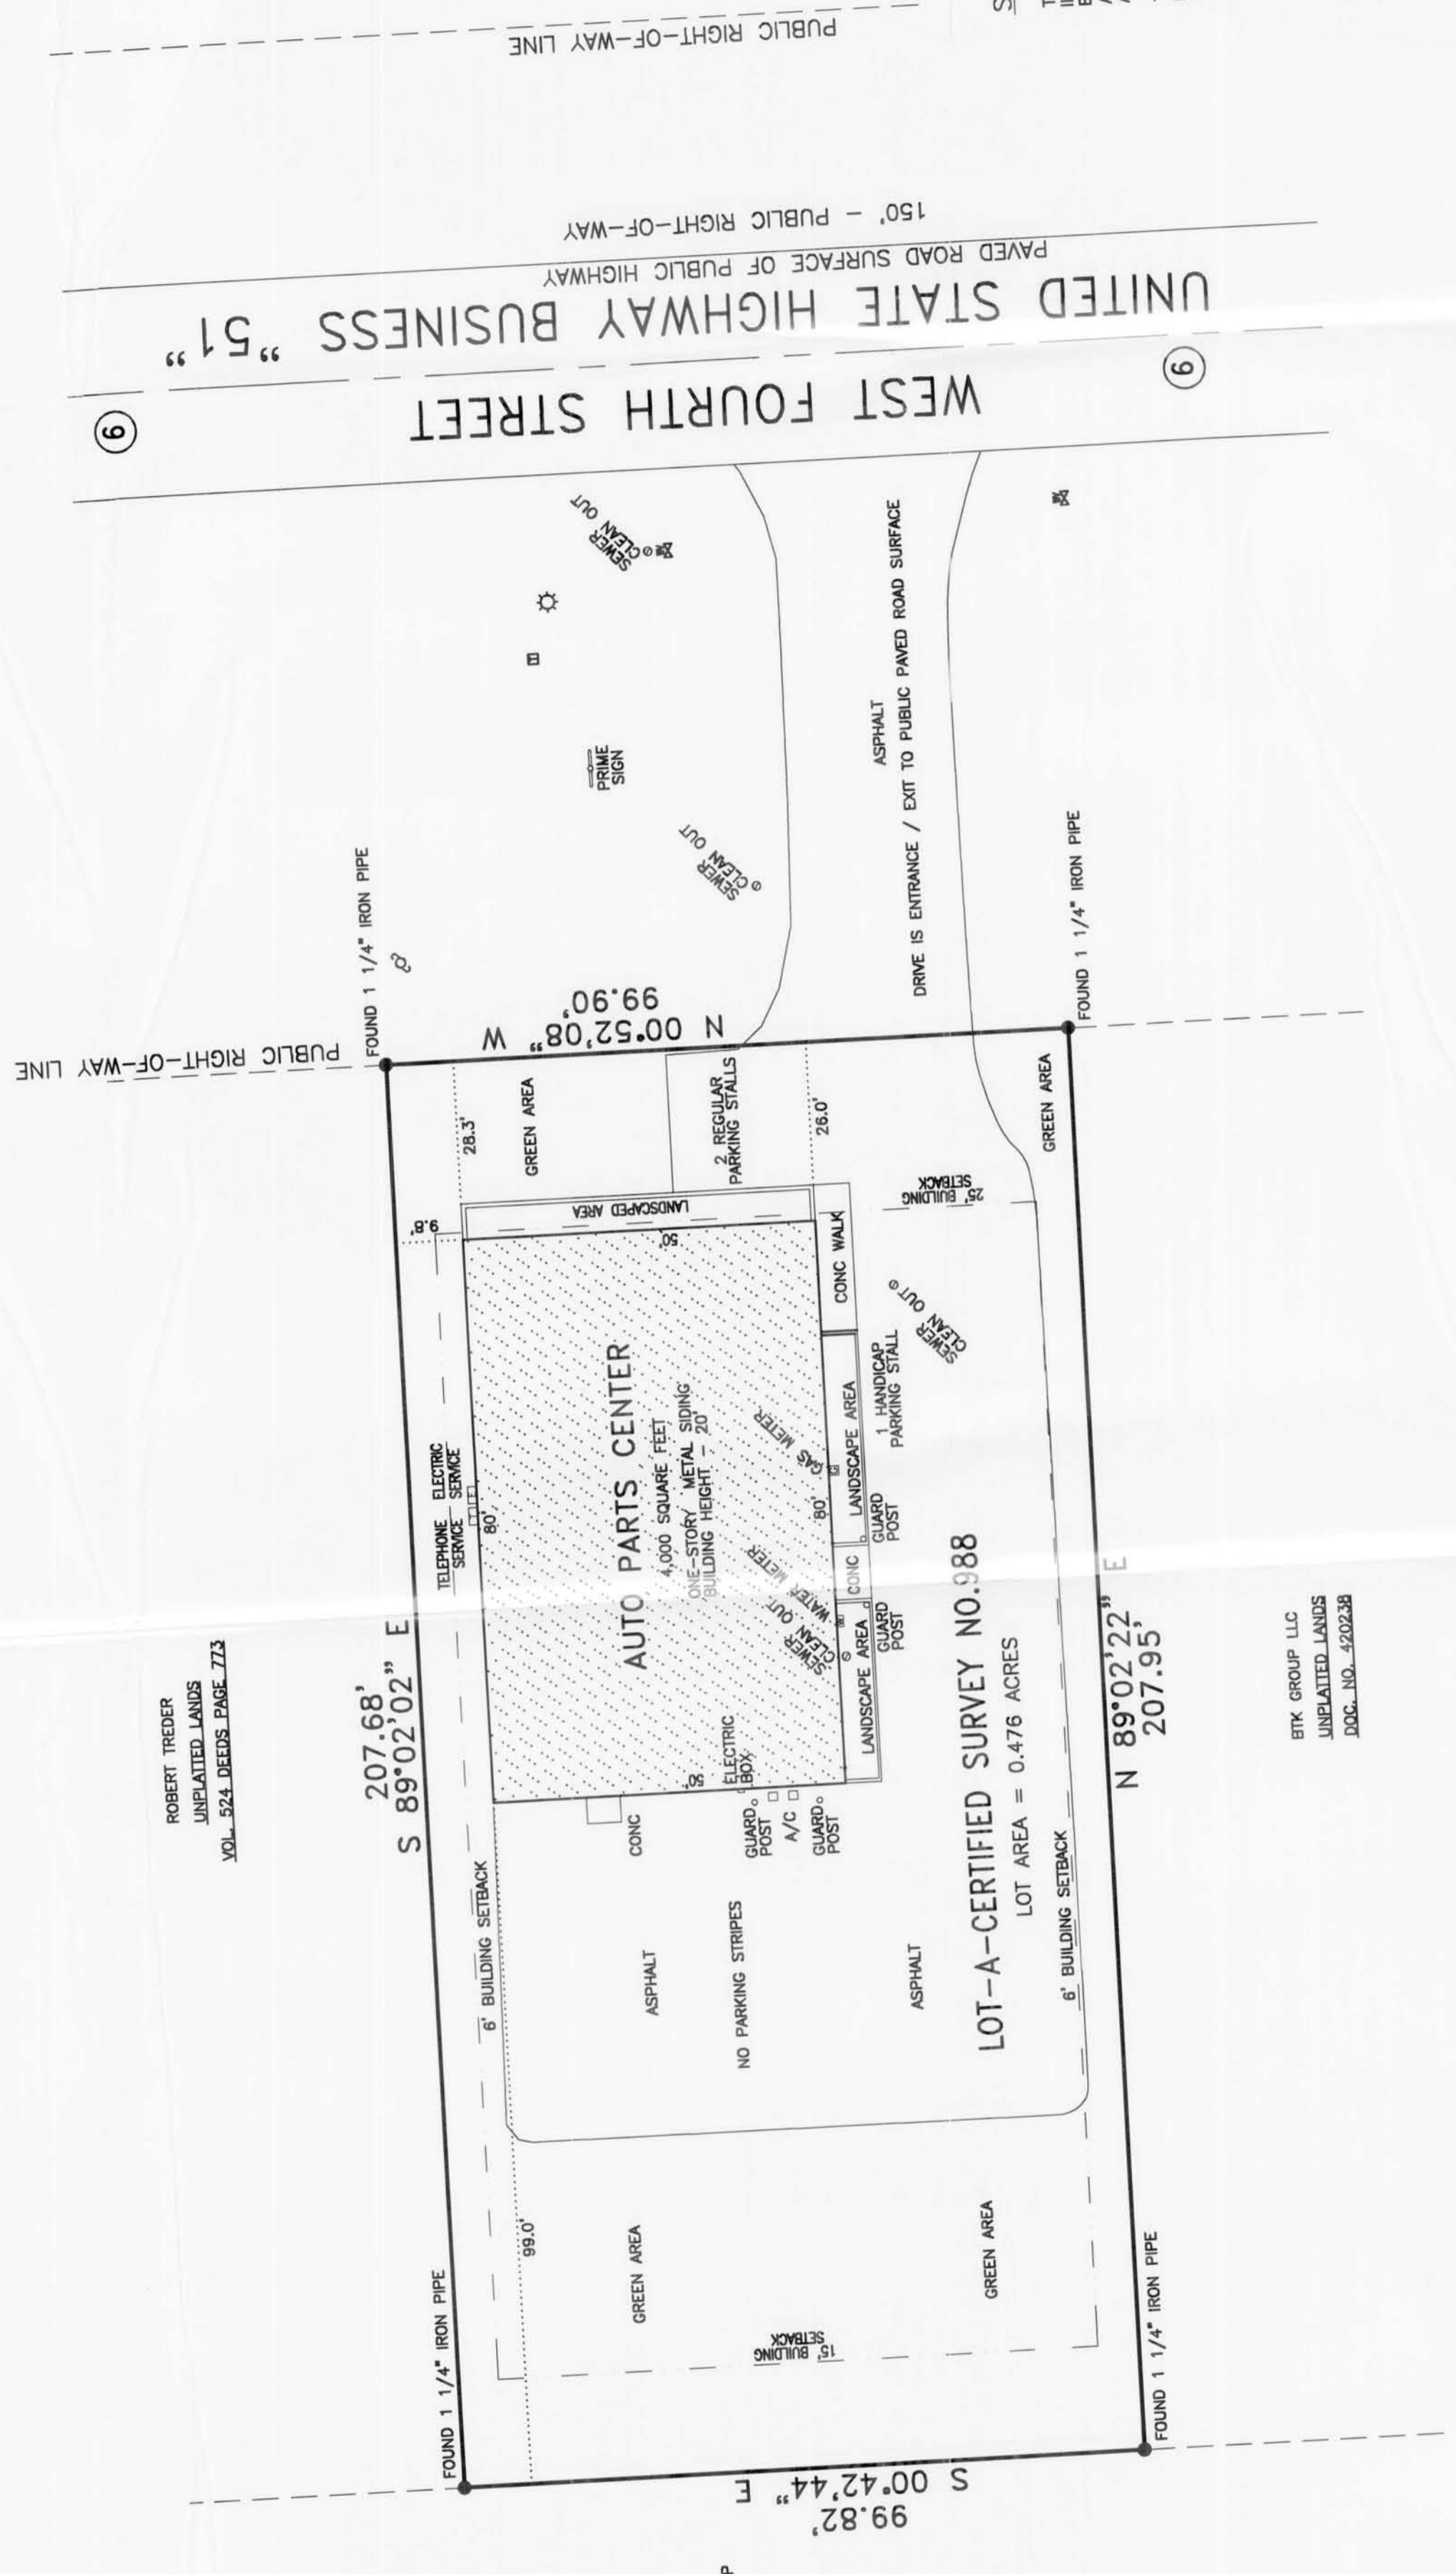 PUBLIC RIGHT-OF-WAY LINE
150' - PUBLIC RIGHT-OF-WAY
PAVED ROAD SURFACE OF PUBLIC HIGHWAY
UNITED STATE HIGHWAY BUSINESS "51"
WEST FOURTH STREET
9
9
SEWER
CLEAN OUT
PRIME
SIGN
SEWER
CLEAN OUT
ASPHALT
DRIVE IS ENTRANCE / EXIT TO PUBLIC PAVED ROAD SURFACE
FOUND 1 1/4" IRON PIPE
FOUND 1 1/4" IRON PIPE
PUBLIC RIGHT-OF-WAY LINE
N 00°52'08" W
99.90'
28.3'
GREEN AREA
2 REGULAR
PARKING STALLS
26.0'
GREEN AREA
9.8'
LANDSCAPED AREA
25' BUILDING
SETBACK
50'
CONC WALK
SEWER
CLEAN OUT
TELEPHONE
SERVICE
ELECTRIC
SERVICE
80'
AUTO PARTS CENTER
4,000 SQUARE FEET
ONE-STORY METAL SIDING
BUILDING HEIGHT - 20'
GAS METER
WATER METER
SEWER
CLEAN OUT
80'
LANDSCAPE AREA
1 HANDICAP
PARKING STALL
GUARD
POST
CONC
GUARD
POST
LANDSCAPE AREA
ELECTRIC
BOX
50'
GUARD
POST
A/C
GUARD
POST
CONC
207.68'
S 89°02'02" E
ROBERT TREDER
UNPLATTED LANDS
VOL. 524 DEEDS PAGE 773
6' BUILDING SETBACK
ASPHALT
NO PARKING STRIPES
ASPHALT
LOT-A-CERTIFIED SURVEY NO.988
LOT AREA = 0.476 ACRES
6' BUILDING SETBACK
N 89°02'22" E
207.95'
BTK GROUP LLC
UNPLATTED LANDS
DOC. NO. 420238
99.0'
GREEN AREA
GREEN AREA
15' BUILDING
SETBACK
FOUND 1 1/4" IRON PIPE
FOUND 1 1/4" IRON PIPE
S 00°42'44" E
99.82'